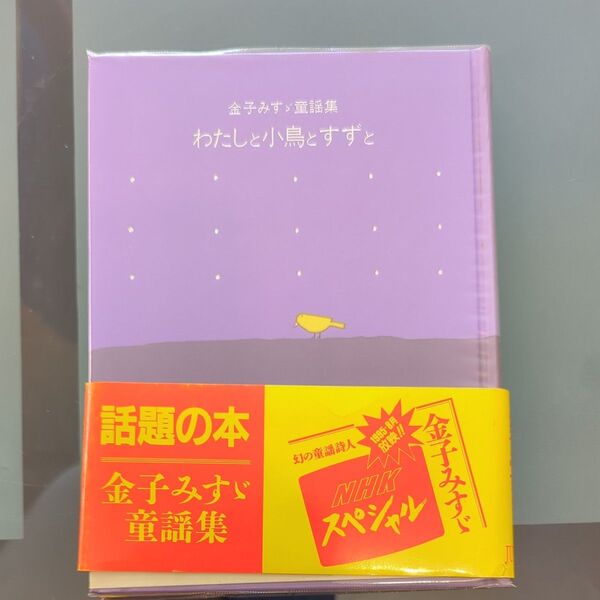 金子みすゞ童謡集
わたしと小鳥とすずと
話題の本
金子みすゞ
童謡集
幻の童謡詩人
金子みすゞ
放映!!
NHK
スペシャル